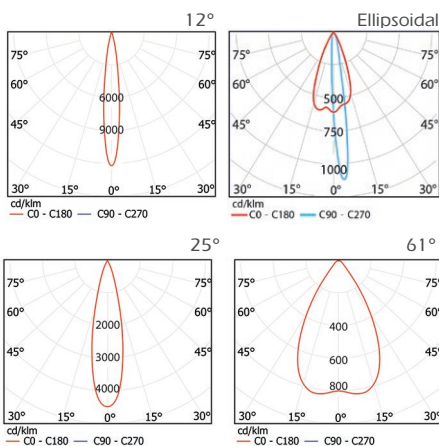 12°
75° 75°
60° 60°
6000
45° 9000 45°
30° 15° 0° 15° 30°
cd/klm
C0 - C180 C90 - C270
Ellipsoidal
75° 75°
60° 60°
500
45° 45°
750
1000
30° 15° 0° 15° 30°
cd/klm
C0 - C180 C90 - C270
25°
75° 75°
60° 60°
2000
45° 3000 45°
4000
30° 15° 0° 15° 30°
cd/klm
C0 - C180 C90 - C270
61°
75° 75°
60° 60°
400
45° 45°
600
800
30° 15° 0° 15° 30°
cd/klm
C0 - C180 C90 - C270